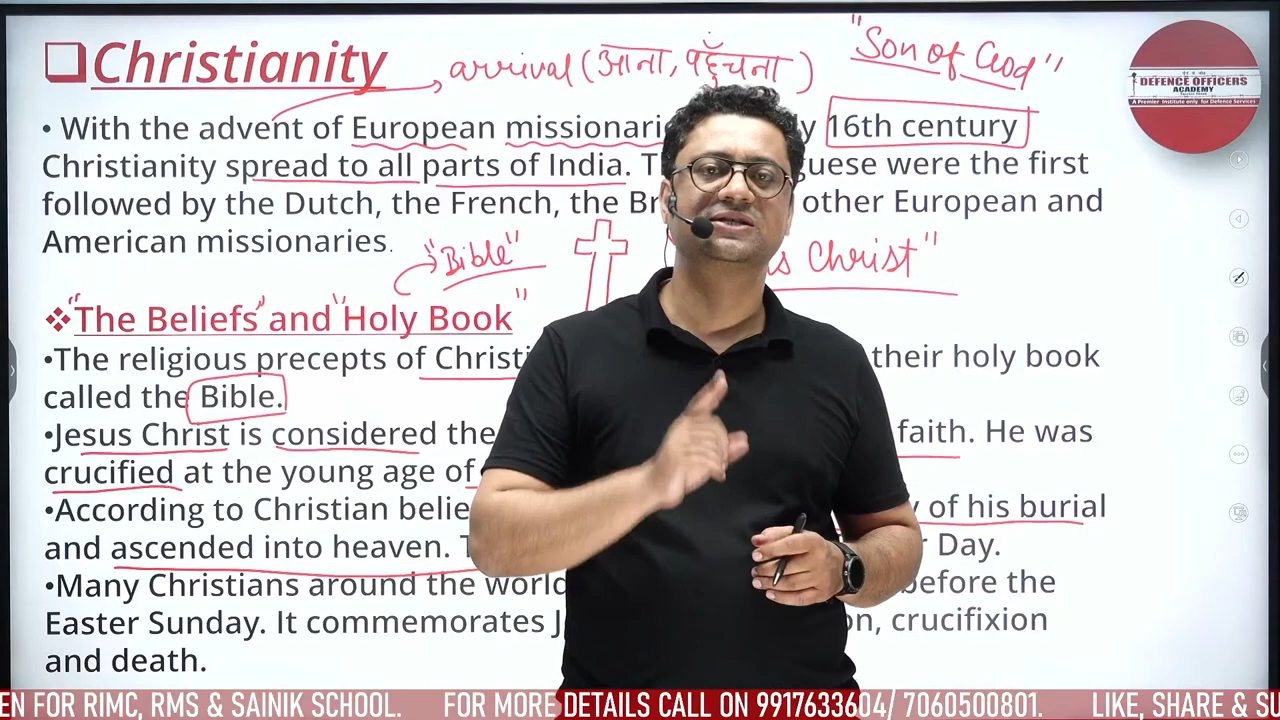 Christianity
arrival (आना, पहुँचना)
"Son of God"
• With the advent of European missionari ly 16th century
Christianity spread to all parts of India. T guese were the first
followed by the Dutch, the French, the Br other European and
American missionaries.
"Bible"
s Christ"
❖"The Beliefs" and "Holy Book"
•The religious precepts of Christi their holy book
called the Bible.
•Jesus Christ is considered the faith. He was
crucified at the young age of
•According to Christian belie y of his burial
and ascended into heaven. T r Day.
•Many Christians around the world before the
Easter Sunday. It commemorates J on, crucifixion
and death.
DEFENCE OFFICERS
ACADEMY
A Premier Institute only for Defence Services
EN FOR RIMC, RMS & SAINIK SCHOOL. FOR MORE DETAILS CALL ON 9917633604/ 7060500801. LIKE, SHARE & SU